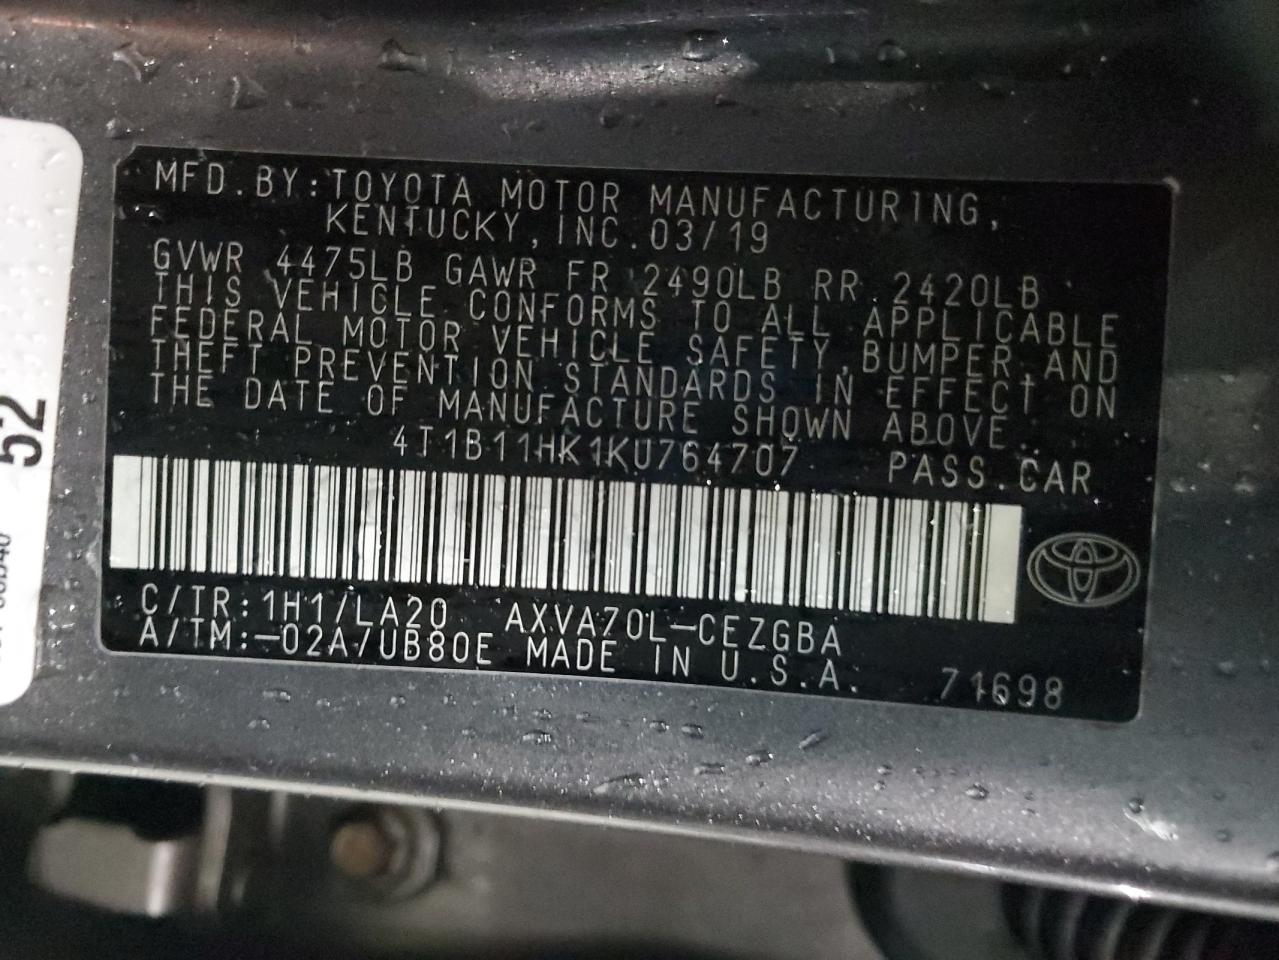 MFD.BY:TOYOTA MOTOR MANUFACTURING,
KENTUCKY,INC.03/19
GVWR 4475LB GAWR FR 2490LB RR 2420LB
THIS VEHICLE CONFORMS TO ALL APPLICABLE
FEDERAL MOTOR VEHICLE SAFETY,BUMPER,AND
THEFT PREVENTION STANDARDS IN EFFECT ON
THE DATE OF MANUFACTURE SHOWN ABOVE.
4T1B11HK1KU764707 PASS.CAR
C/TR:1H1/LA20 AXVA70L-CEZGBA
A/TM:-02A/UB80E MADE IN U.S.A. 71698
52